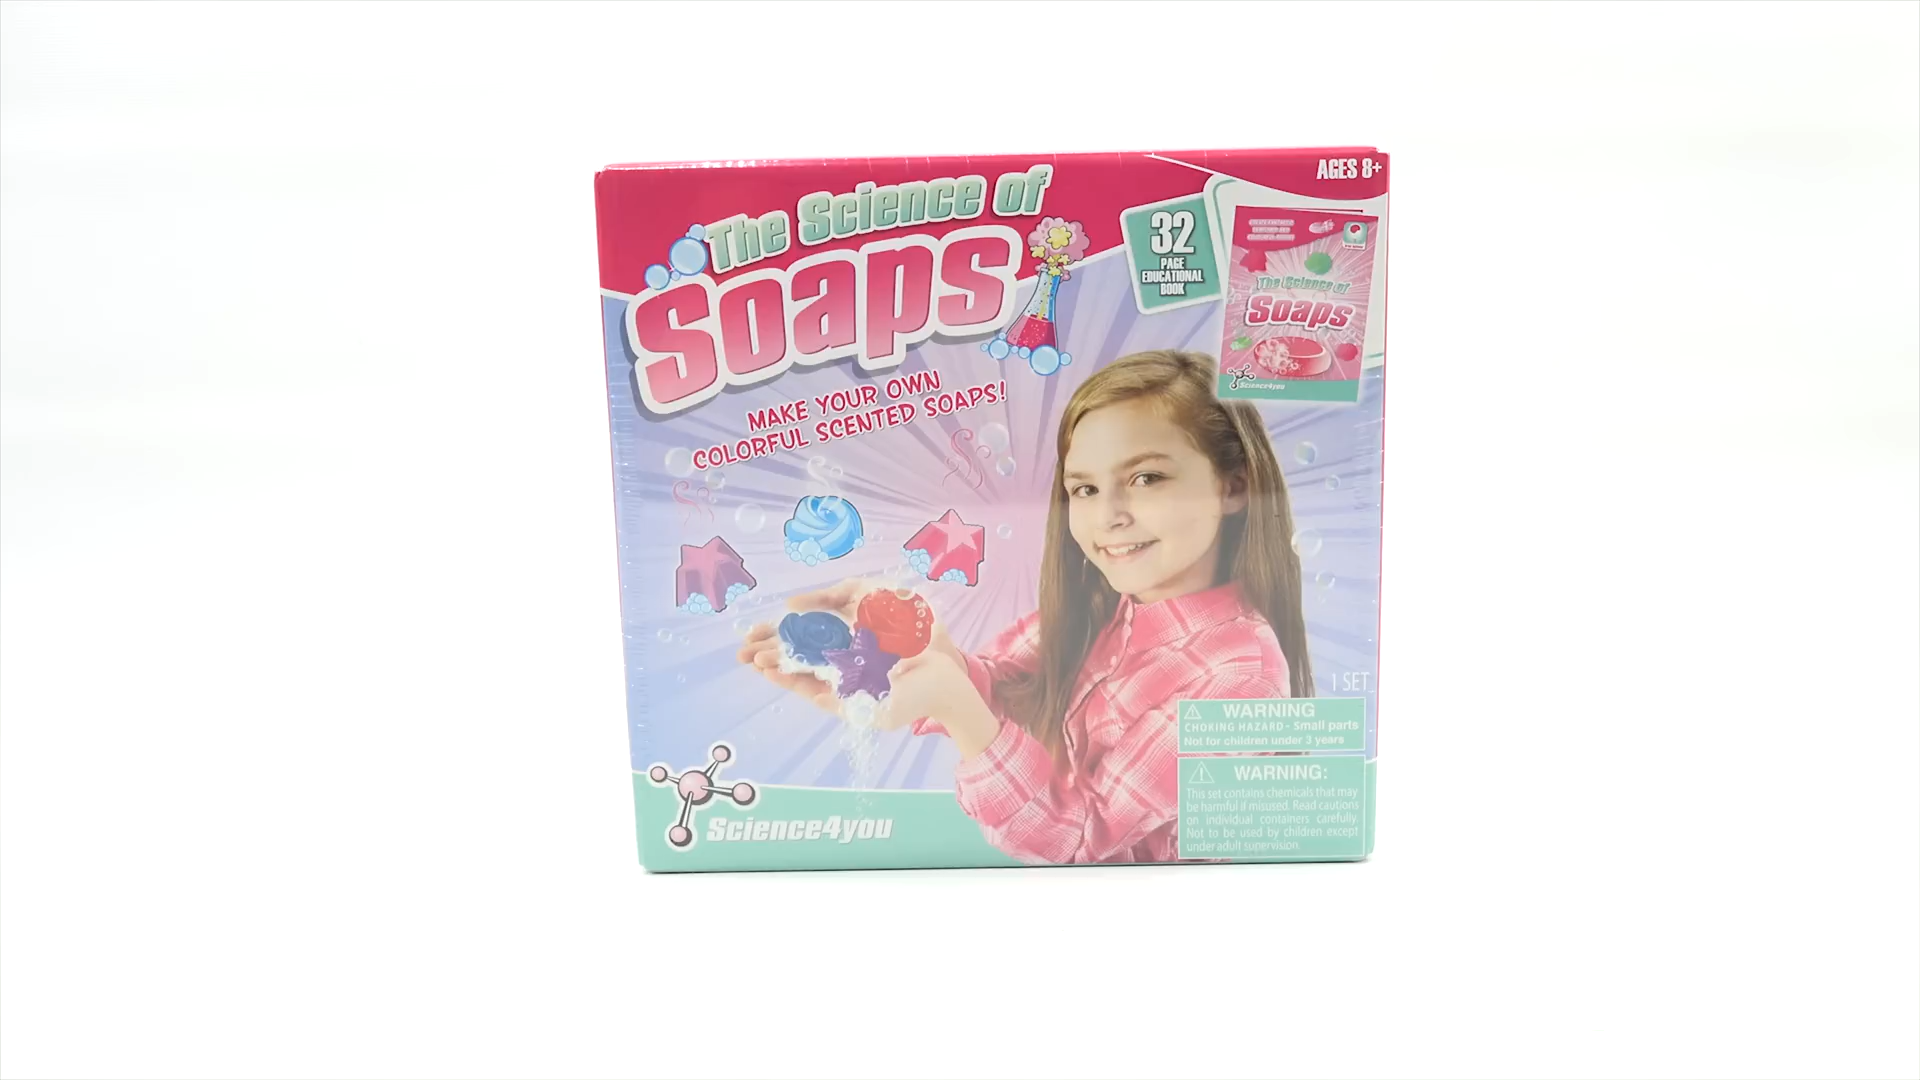 AGES 8+
The Science of
Soaps
32
PAGE
EDUCATIONAL
BOOK
The Science of
Soaps
Science4you
MAKE YOUR OWN
COLORFUL SCENTED SOAPS!
1 SET
WARNING
CHOKING HAZARD - Small parts
Not for children under 3 years
WARNING:
This set contains chemicals that may
be harmful if misused. Read cautions
on individual containers carefully.
Not to be used by children except
under adult supervision.
Science4you